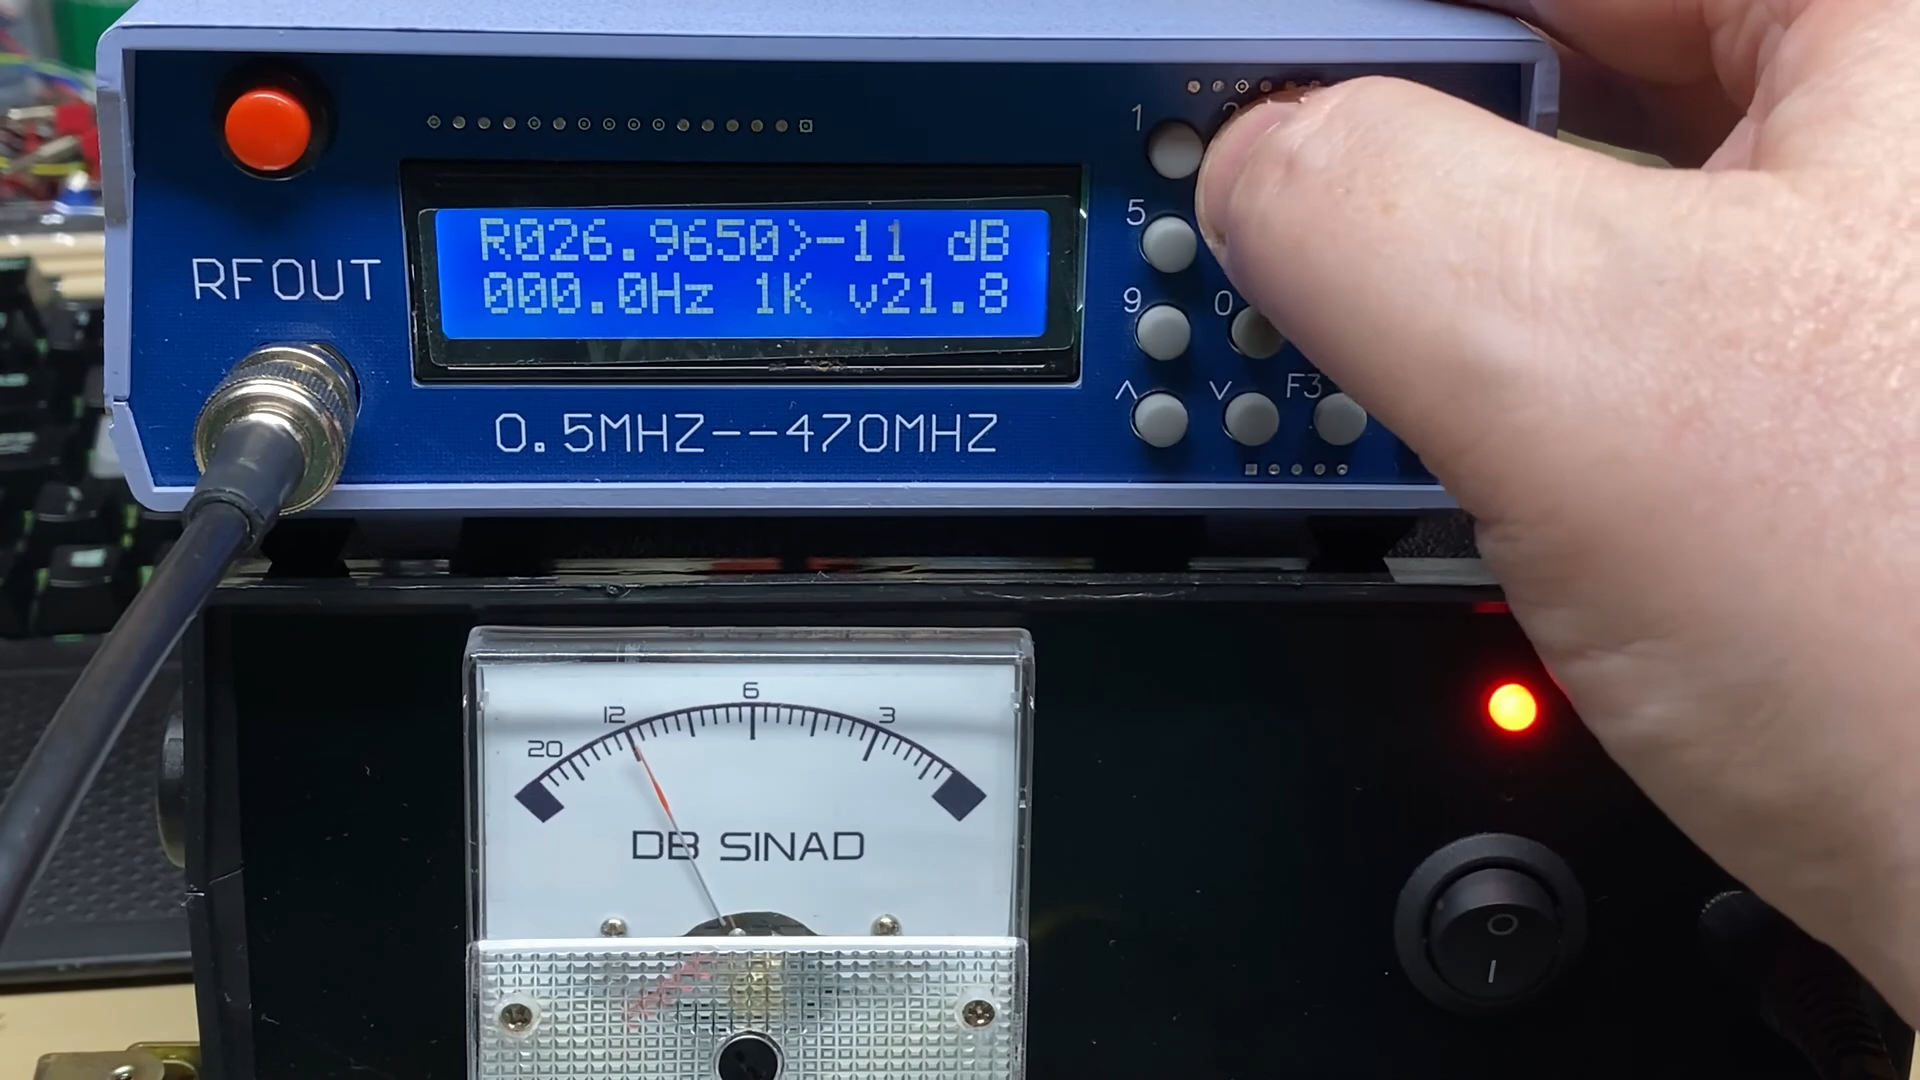 1
5
9
0
R026.9650>-11 dB
000.0Hz 1K v21.8
RFOUT
0.5MHZ--470MHZ
^
v
F3
20
12
6
3
DB SINAD
O
I